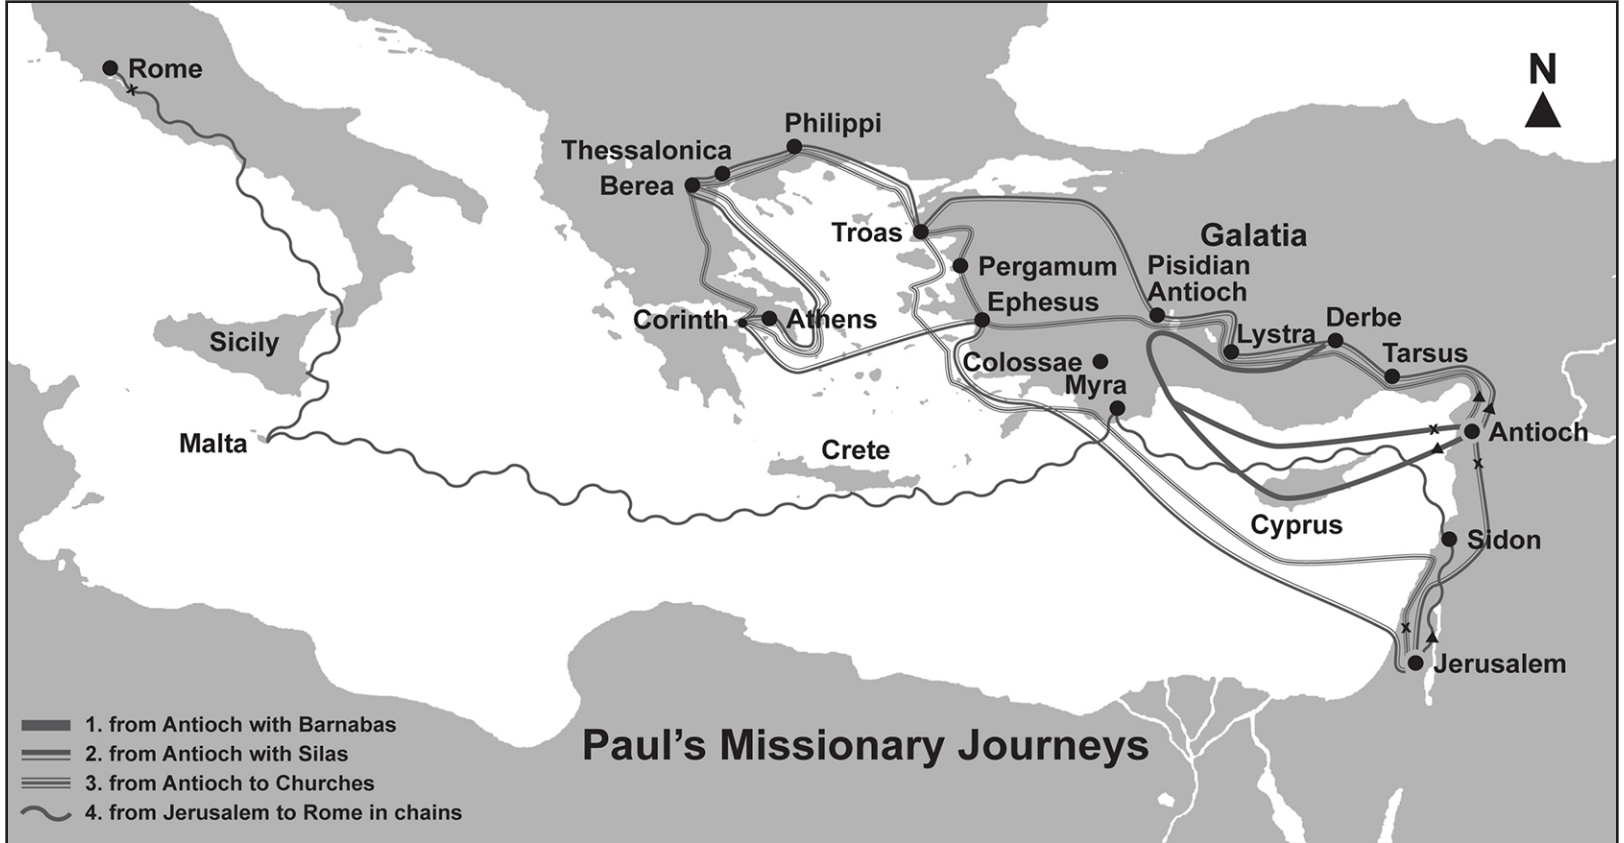 Rome
N
Philippi
Thessalonica
Berea
Troas
Galatia
Pergamum
Pisidian
Antioch
Ephesus
Corinth
Athens
Sicily
Lystra
Derbe
Colossae
Tarsus
Myra
Malta
Crete
Antioch
Cyprus
Sidon
Jerusalem
x
x
x
x
1. from Antioch with Barnabas
2. from Antioch with Silas
3. from Antioch to Churches
4. from Jerusalem to Rome in chains
Paul’s Missionary Journeys